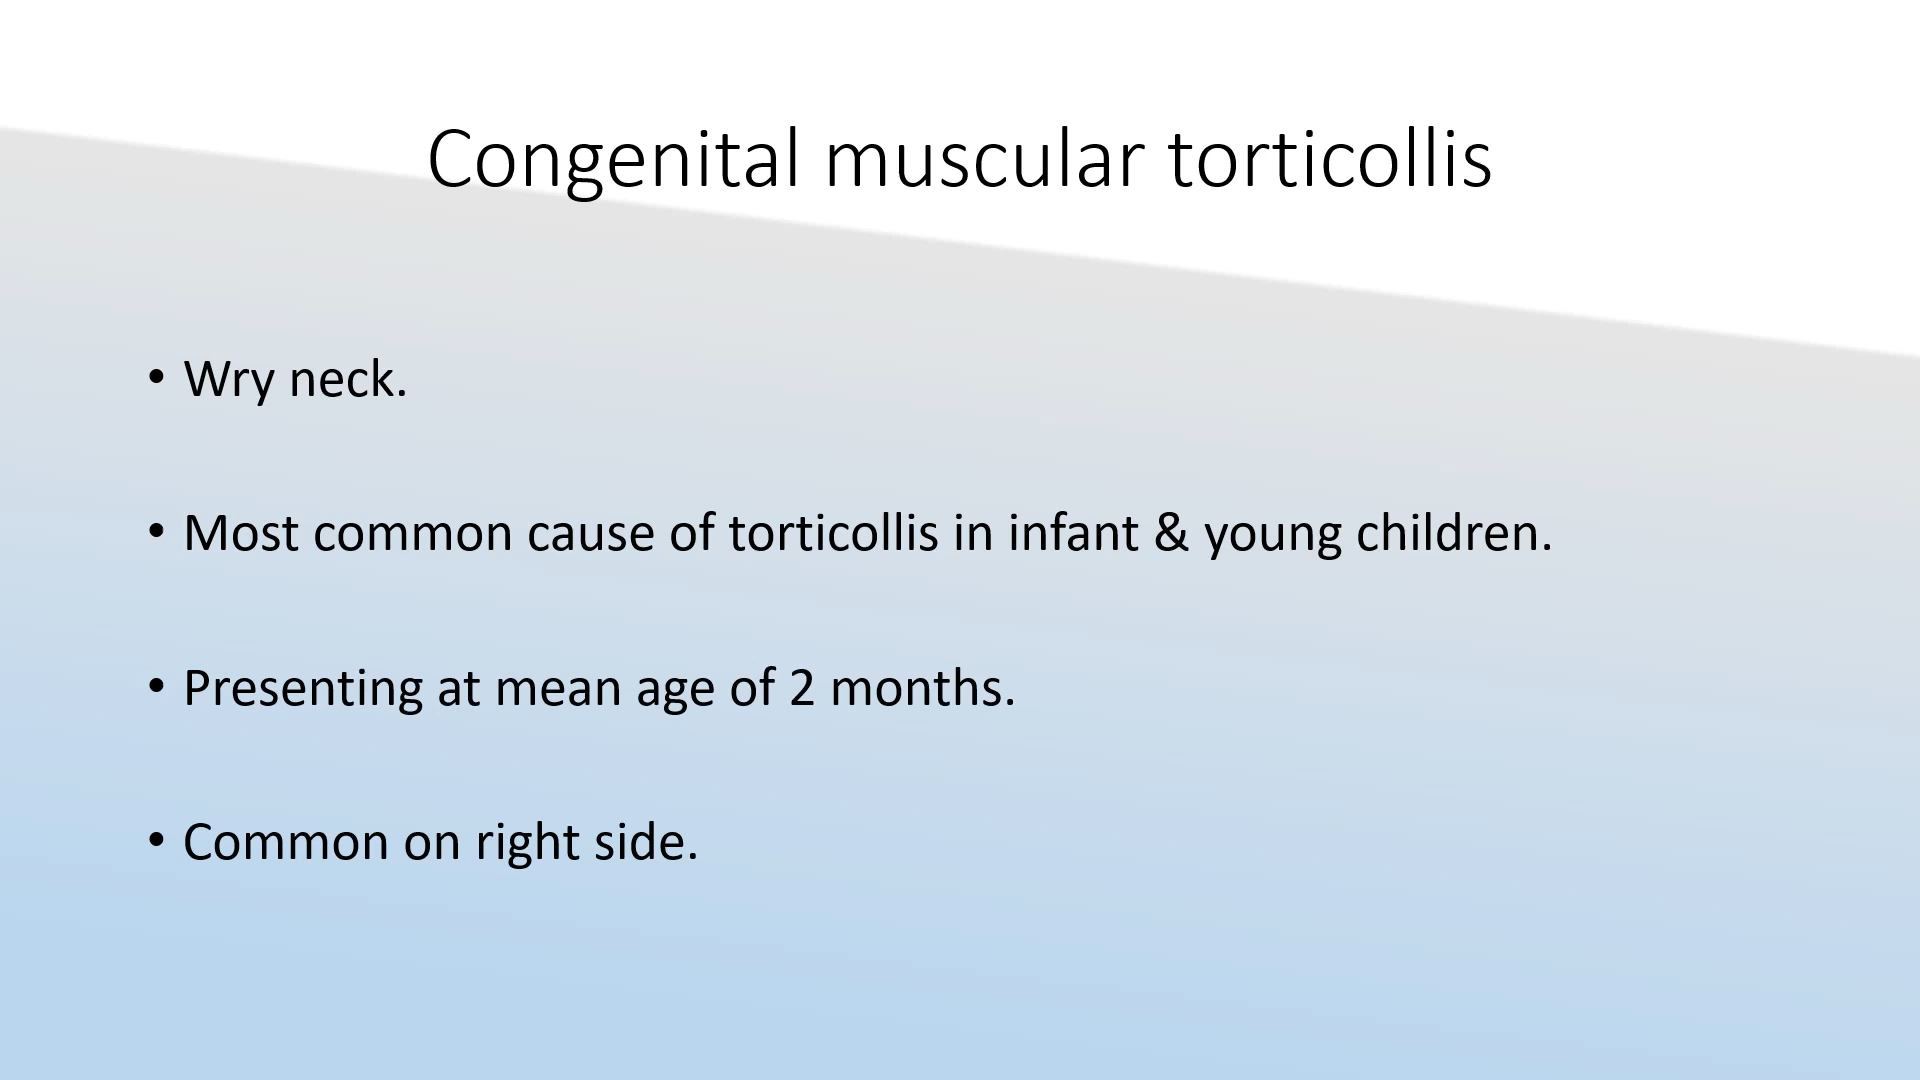 Congenital muscular torticollis
• Wry neck.
• Most common cause of torticollis in infant & young children.
• Presenting at mean age of 2 months.
• Common on right side.